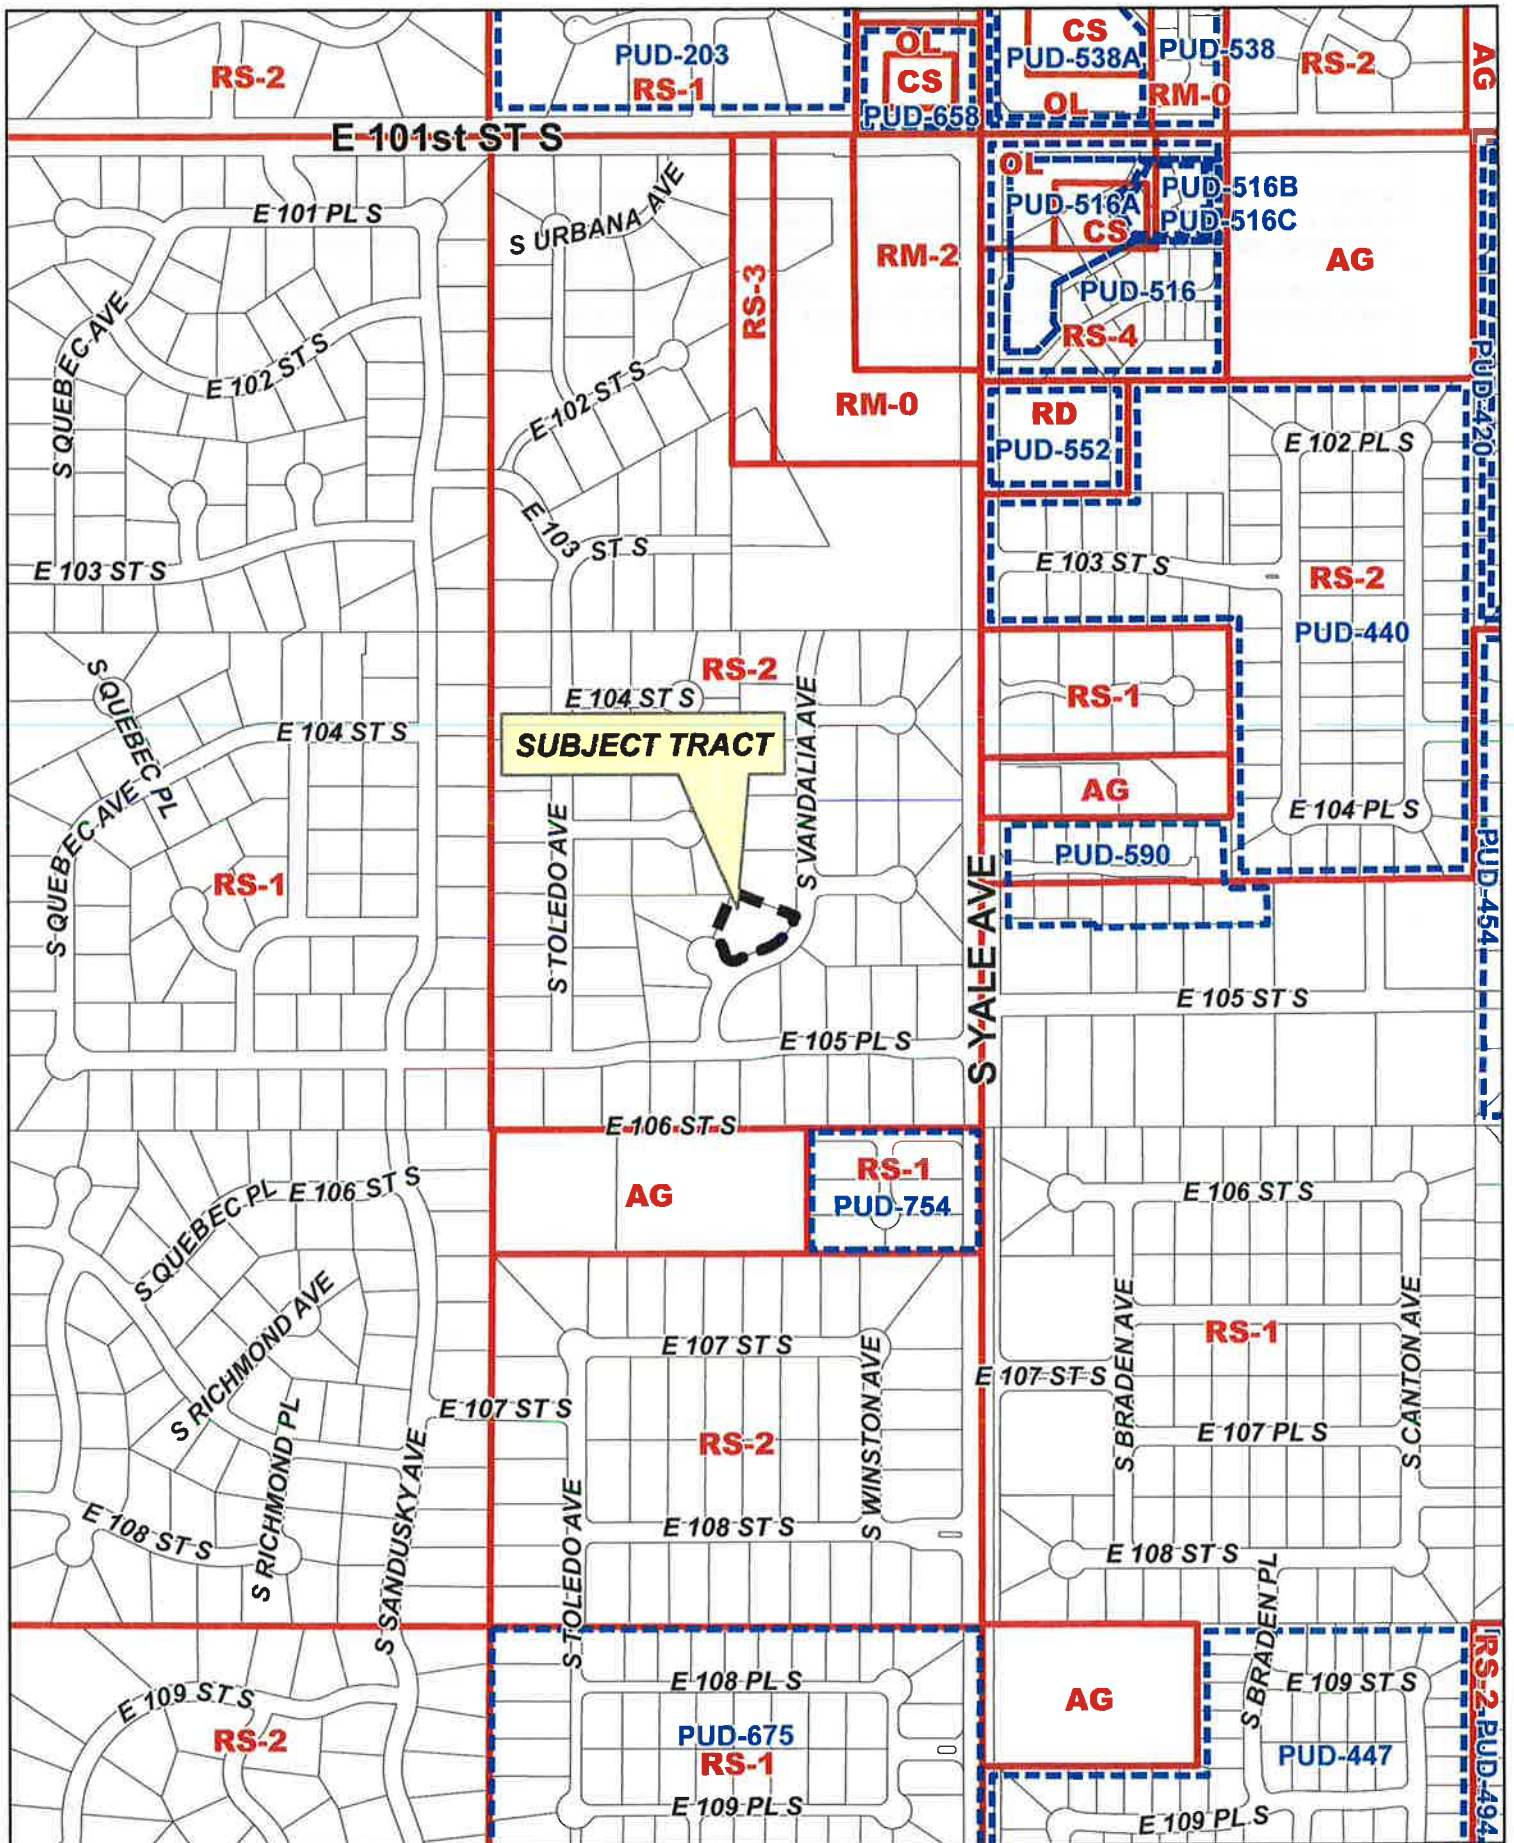 RS-2
PUD-203
RS-1
OL
CS
PUD-658
CS
PUD-538A
OL
PUD-538
RM-0
RS-2
AG
E 101st ST S
E 101 PL S
S URBANA AVE
RS-3
RM-2
OL
PUD-516A
CS
PUD-516B
PUD-516C
AG
PUD-516
RS-4
S QUEBEC AVE
E 102 ST S
E 102 ST S
RM-0
RD
PUD-552
PUD-420
E 102 PL S
E 103 ST S
E 103 ST S
E 103 ST S
RS-2
PUD-440
S QUEBEC PL
E 104 ST S
RS-2
E 104 ST S
RS-1
SUBJECT TRACT
S VANDALIA AVE
AG
E 104 PL S
S QUEBEC AVE
RS-1
S TOLEDO AVE
S YALE AVE
PUD-590
PUD-454
E 105 ST S
E 105 PL S
E 106 ST S
AG
RS-1
PUD-754
S QUEBEC PL
E 106 ST S
E 106 ST S
S RICHMOND AVE
E 107 ST S
RS-1
S BRADEN AVE
S CANTON AVE
E 107 ST S
E 107 ST S
S WINSTON AVE
RS-2
E 107 PL S
S RICHMOND PL
S SANDUSKY AVE
E 108 ST S
E 108 ST S
E 108 ST S
S TOLEDO AVE
S BRADEN PL
E 109 ST S
RS-2
E 108 PL S
PUD-675
RS-1
E 109 PL S
AG
E 109 ST S
PUD-447
E 109 PL S
RS-2
PUD-494